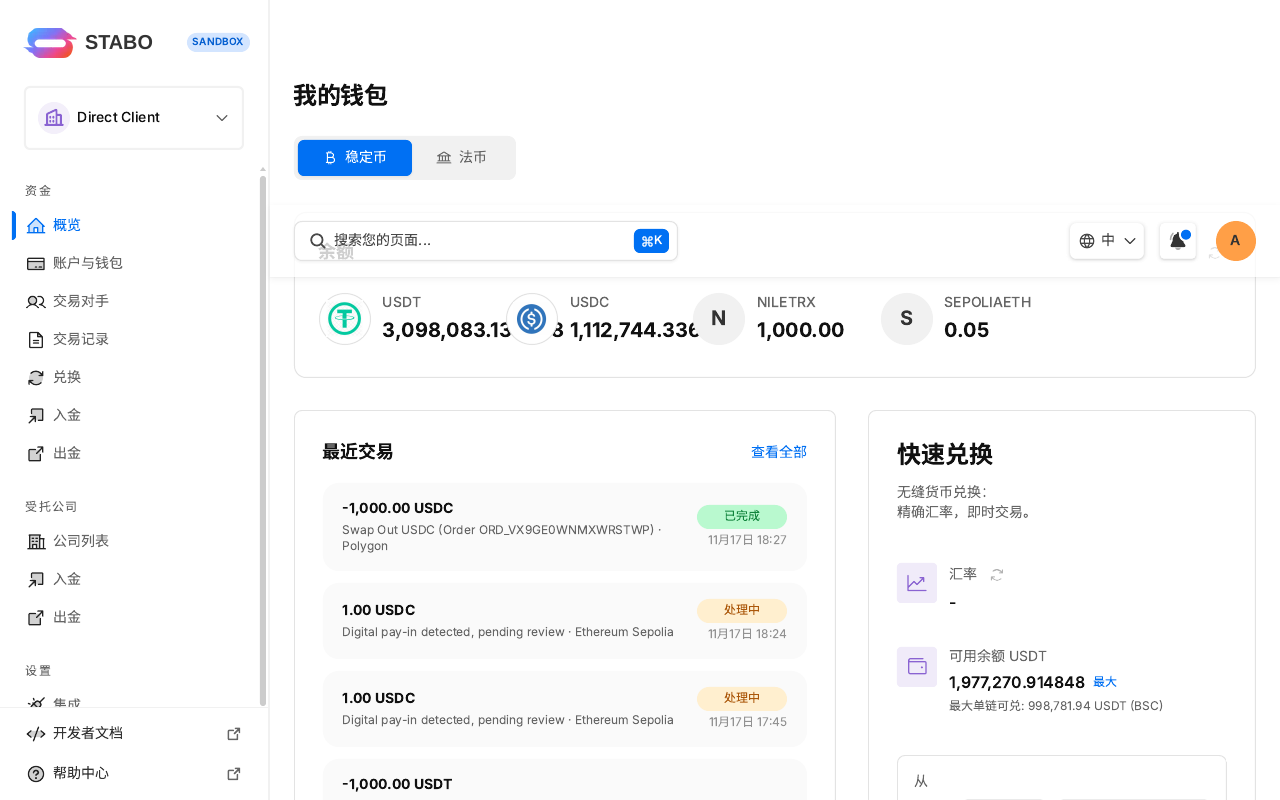 STABO
SANDBOX
Direct Client
资金
概览
账户与钱包
交易对手
交易记录
兑换
入金
出金
受托公司
公司列表
入金
出金
设置
集成
开发者文档
帮助中心
我的钱包
稳定币
法币
搜索您的页面...
⌘K
中
A
余额
USDT
3,098,083.13
USDC
1,112,744.336
N
NILETRX
1,000.00
S
SEPOLIAETH
0.05
最近交易
查看全部
-1,000.00 USDC
已完成
Swap Out USDC (Order ORD_VX9GE0WNMXWRSTWP) ·
Polygon
11月17日 18:27
1.00 USDC
处理中
Digital pay-in detected, pending review · Ethereum Sepolia
11月17日 18:24
1.00 USDC
处理中
Digital pay-in detected, pending review · Ethereum Sepolia
11月17日 17:45
-1,000.00 USDT
快速兑换
无缝货币兑换：
精确汇率，即时交易。
汇率
-
可用余额 USDT
1,977,270.914848 最大
最大单链可兑: 998,781.94 USDT (BSC)
从